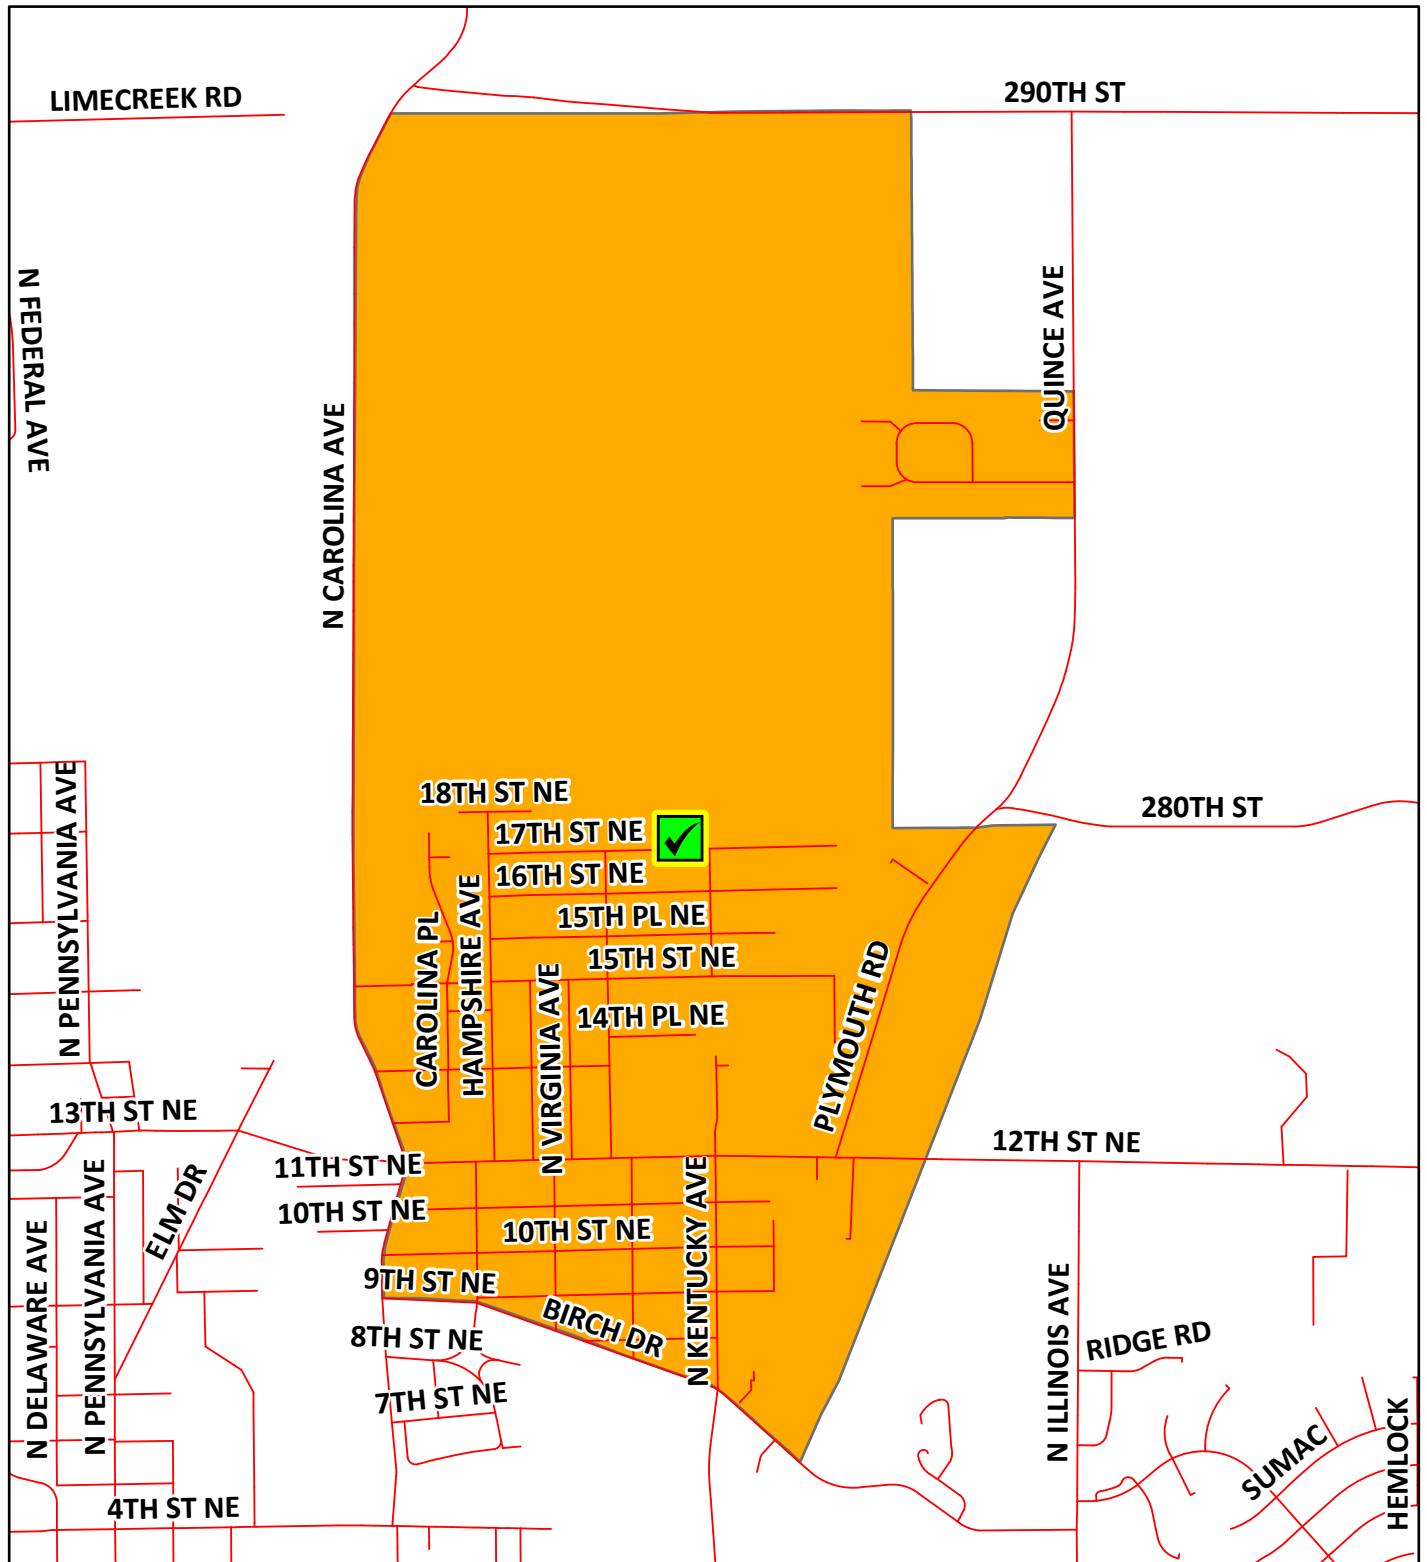 LIMECREEK RD
290TH ST
N FEDERAL AVE
QUINCE AVE
N CAROLINA AVE
N PENNSYLVANIA AVE
18TH ST NE
280TH ST
17TH ST NE
16TH ST NE
CAROLINA PL
HAMPSHIRE AVE
15TH PL NE
15TH ST NE
N VIRGINIA AVE
14TH PL NE
PLYMOUTH RD
13TH ST NE
12TH ST NE
11TH ST NE
ELM DR
N PENNSYLVANIA AVE
N DELAWARE AVE
10TH ST NE
10TH ST NE
N KENTUCKY AVE
9TH ST NE
BIRCH DR
8TH ST NE
N ILLINOIS AVE
RIDGE RD
7TH ST NE
SUMAC
HEMLOCK
4TH ST NE